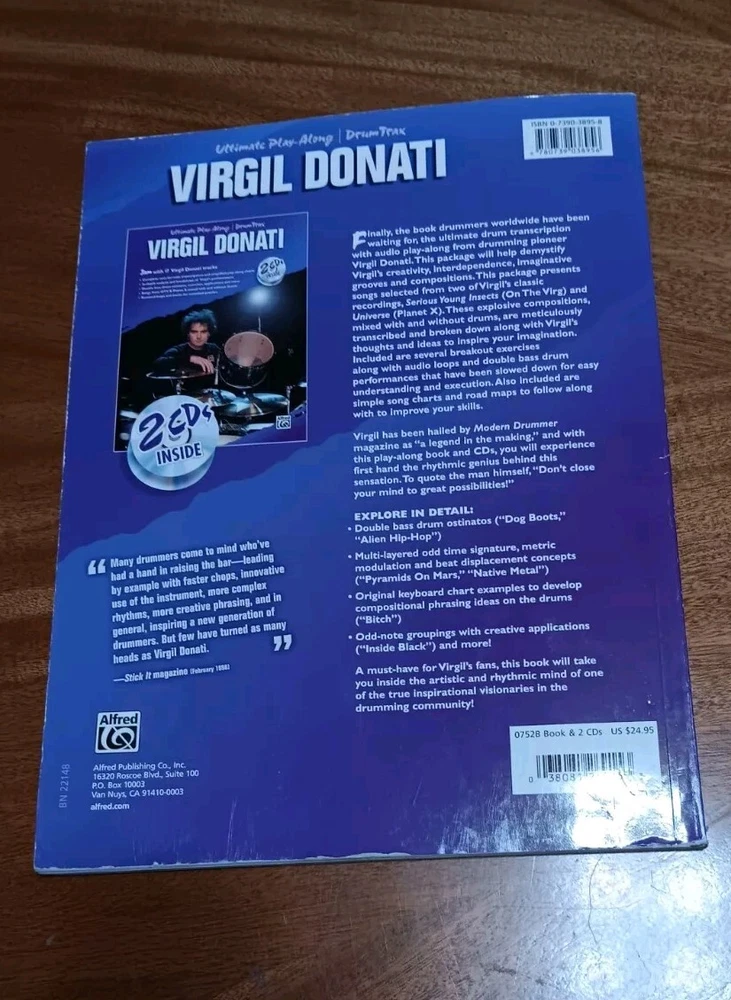 Ultimate Play-Along | DrumTrax
VIRGIL DONATI
ISBN 0-7390-3895-8
9 780739 038956
Ultimate Play-Along | DrumTrax
VIRGIL DONATI
Jam with Virgil Donati tracks
2 CDs
INSIDE
Alfred
2 CDs
INSIDE
Finally, the book drummers worldwide have been
waiting for, the ultimate drum transcription
with audio play-along from drumming pioneer
Virgil Donati. This package will help demystify
Virgil's creativity, interdependence, imaginative
grooves and compositions. This package presents
songs selected from two of Virgil's classic
recordings, Serious Young Insects (On The Virg) and
Universe (Planet X). These explosive compositions,
mixed with and without drums, are meticulously
transcribed and broken down along with Virgil's
thoughts and ideas to inspire your imagination.
Included are several breakout exercises
along with audio loops and double bass drum
performances that have been slowed down for easy
understanding and execution. Also included are
simple song charts and road maps to follow along
with to improve your skills.
Virgil has been hailed by Modern Drummer
magazine as "a legend in the making," and with
this play-along book and CDs, you will experience
first hand the rhythmic genius behind this
sensation. To quote the man himself, "Don't close
your mind to great possibilities!"
EXPLORE IN DETAIL:
• Double bass drum ostinatos ("Dog Boots,"
"Alien Hip-Hop")
• Multi-layered odd time signature, metric
modulation and beat displacement concepts
("Pyramids On Mars," "Native Metal")
• Original keyboard chart examples to develop
compositional phrasing ideas on the drums
("Bitch")
• Odd-note groupings with creative applications
("Inside Black") and more!
A must-have for Virgil's fans, this book will take
you inside the artistic and rhythmic mind of one
of the true inspirational visionaries in the
drumming community!
"Many drummers come to mind who've
had a hand in raising the bar—leading
by example with faster chops, innovative
use of the instrument, more complex
rhythms, more creative phrasing, and in
general, inspiring a new generation of
drummers. But few have turned as many
heads as Virgil Donati."
—Stick It magazine (February 1998)
Alfred
Alfred Publishing Co., Inc.
16320 Roscoe Blvd., Suite 100
P.O. Box 10003
Van Nuys, CA 91410-0003
alfred.com
BN 22148
0752B Book & 2 CDs US $24.95
0 38081